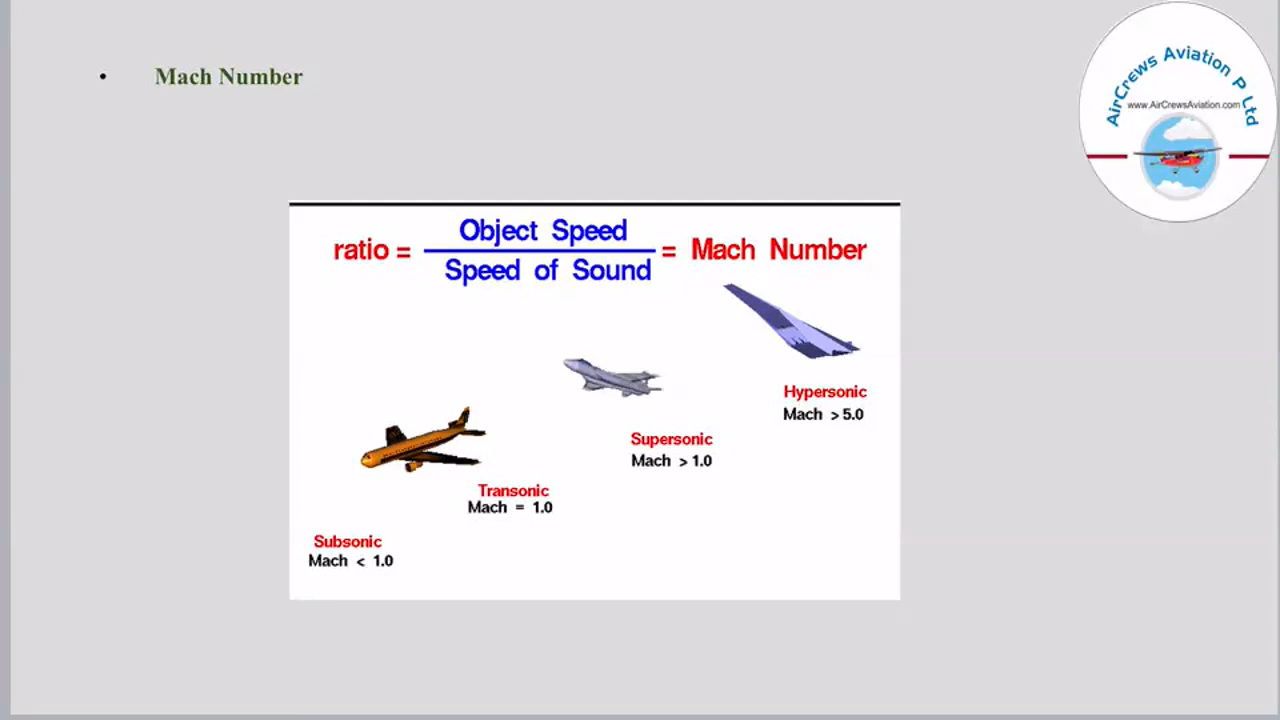 • Mach Number
AirCrews Aviation P Ltd
www.AirCrewsAviation.com
ratio = Object Speed / Speed of Sound = Mach Number
Hypersonic
Mach > 5.0
Supersonic
Mach > 1.0
Transonic
Mach = 1.0
Subsonic
Mach < 1.0